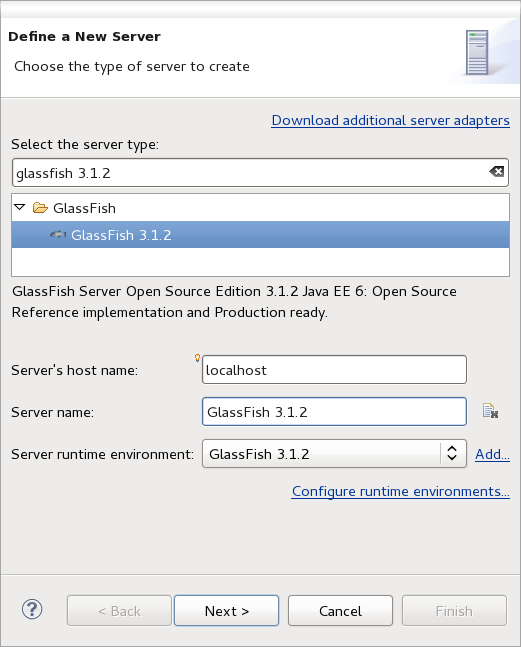 Define a New Server
Choose the type of server to create
Download additional server adapters
Select the server type:
glassfish 3.1.2
GlassFish
GlassFish 3.1.2
GlassFish Server Open Source Edition 3.1.2 Java EE 6: Open Source
Reference implementation and Production ready.
Server's host name: localhost
Server name: GlassFish 3.1.2
Server runtime environment: GlassFish 3.1.2 Add...
Configure runtime environments...
? < Back Next > Cancel Finish